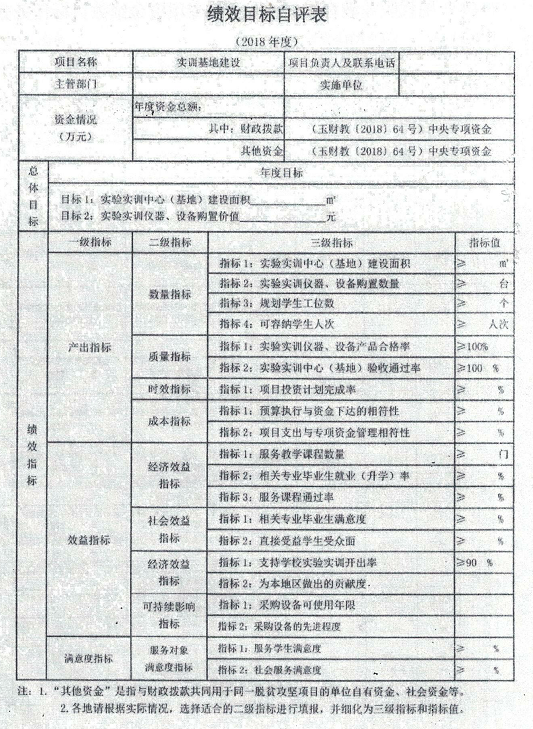 绩效目标自评表
（2018 年度）
项目名称 实训基地建设 项目负责人及联系电话
主管部门 实施单位
资金情况
（万元）
年度资金总额：
其中：财政拨款 （玉财教〔2018〕64 号）中央专项资金
其他资金 （玉财教〔2018〕64 号）中央专项资金
总体目标
年度目标
目标 1：实验实训中心（基地）建设面积____________㎡
目标 2：实验实训仪器、设备购置价值____________元
绩效指标
一级指标 二级指标 三级指标 指标值
产出指标
数量指标
指标 1：实验实训中心（基地）建设面积 ≥ ㎡
指标 2：实验实训仪器、设备购置数量 ≥ 台
指标 3：规划学生工位数 ≥ 个
指标 4：可容纳学生人次 ≥ 人次
质量指标
指标 1：实验实训仪器、设备产品合格率 ≥100%
指标 2：实验实训中心（基地）验收通过率 ≥100 %
时效指标 指标 1：项目投资计划完成率 ≥ %
成本指标
指标 1：预算执行与资金下达的相符性 ≥ %
指标 2：项目支出与专项资金管理相符性 ≥ %
效益指标
经济效益
指标
指标 1：服务教学课程数量 ≥ 门
指标 2：相关专业毕业生就业（升学）率 ≥ %
指标 3：服务课程通过率 ≥ %
社会效益
指标
指标 1：相关专业毕业生满意度 ≥ %
指标 2：直接受益学生受众面 ≥ %
经济效益
指标
指标 1：支持学校实验实训开出率 ≥90 %
指标 2：为本地区做出的贡献度
可持续影响
指标
指标 1：采购设备可使用年限
指标 2：采购设备的先进程度
满意度指标
服务对象
满意度指标
指标 1：服务学生满意度 ≥ %
指标 2：社会服务满意度 ≥ %
注：1.“其他资金”是指与财政拨款共同用于同一脱贫攻坚项目的单位自有资金、社会资金等。
2.各地请根据实际情况，选择适合的二级指标进行填报，并细化为三级指标和指标值。